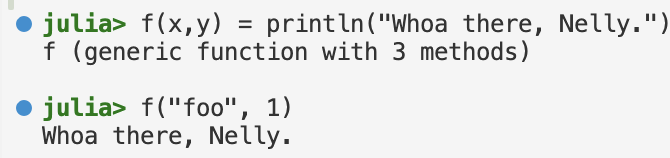 julia> f(x,y) = println("Whoa there, Nelly.")
f (generic function with 3 methods)
julia> f("foo", 1)
Whoa there, Nelly.